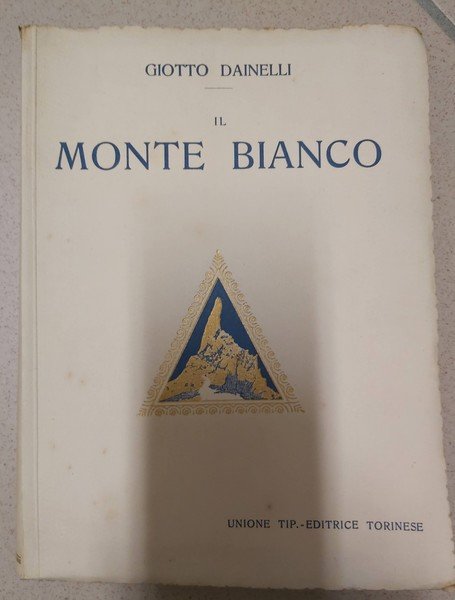 GIOTTO DAINELLI
IL
MONTE BIANCO
UNIONE TIP.-EDITRICE TORINESE